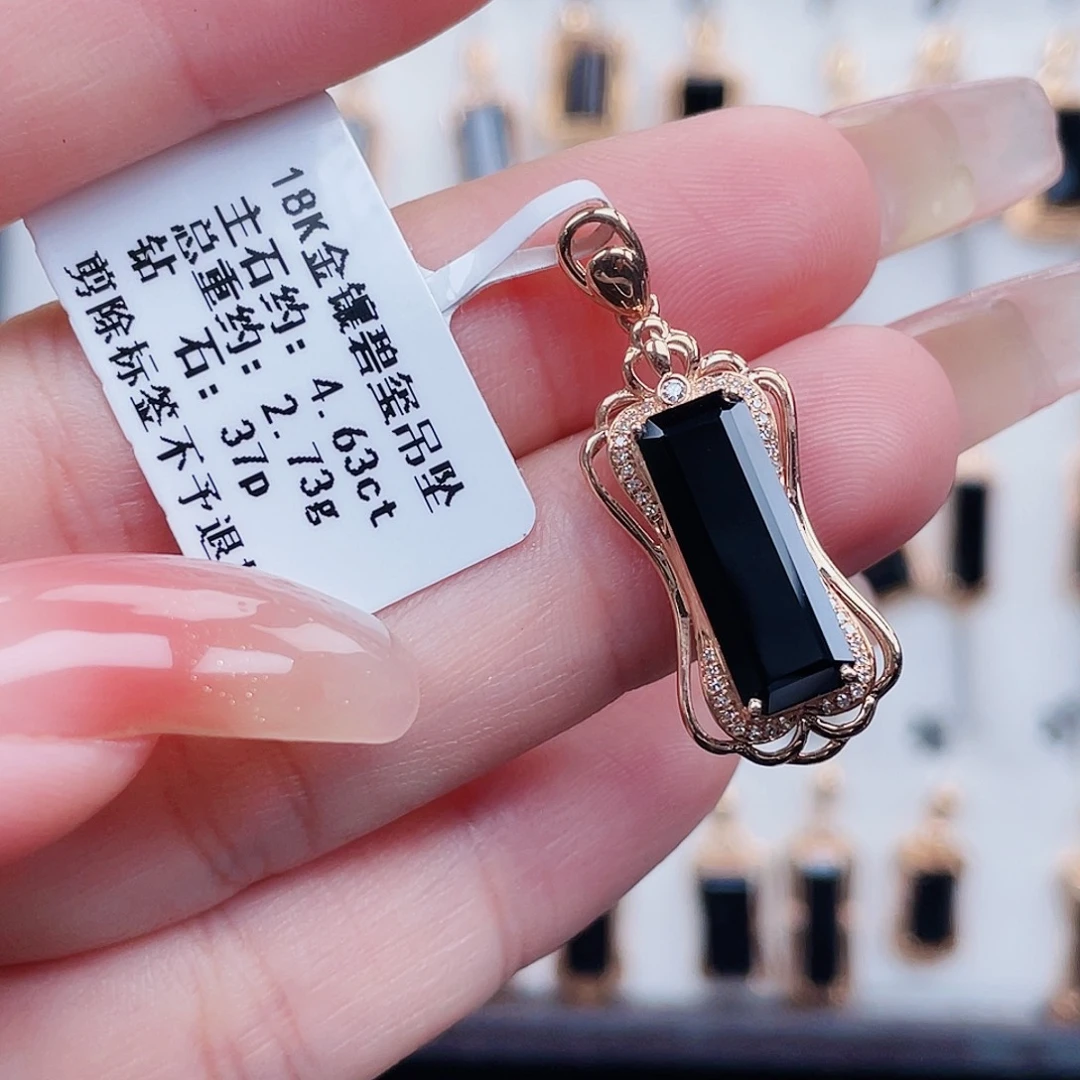 18K金镶碧玺吊坠
主石约: 4.63ct
总重约: 2.73g
钻 石: 37p
剪除标签不予退